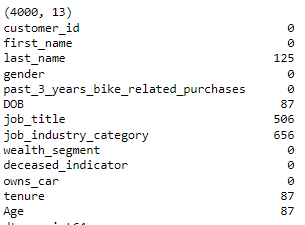 (4000, 13)
customer_id 0
first_name 0
last_name 125
gender 0
past_3_years_bike_related_purchases 0
DOB 87
job_title 506
job_industry_category 656
wealth_segment 0
deceased_indicator 0
owns_car 0
tenure 87
Age 87